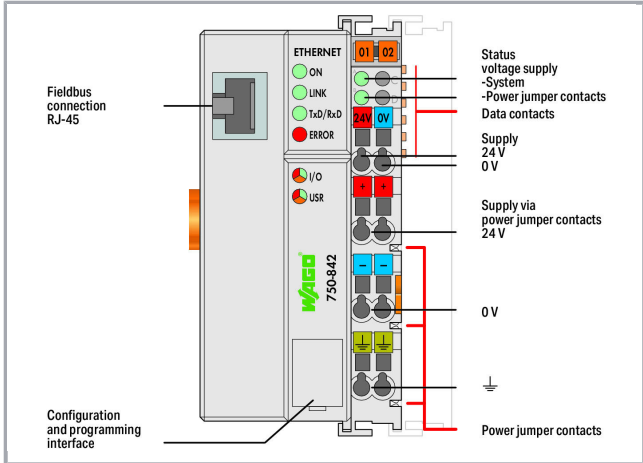 Fieldbus
connection
RJ-45
Configuration
and programming
interface
ETHERNET
ON
LINK
TxD/RxD
ERROR
I/O
USR
WAGO
750-842
01 02
24V 0V
+ +
– –
Status
voltage supply
-System
-Power jumper contacts
Data contacts
Supply
24 V
0 V
Supply via
power jumper contacts
24 V
0 V
Power jumper contacts